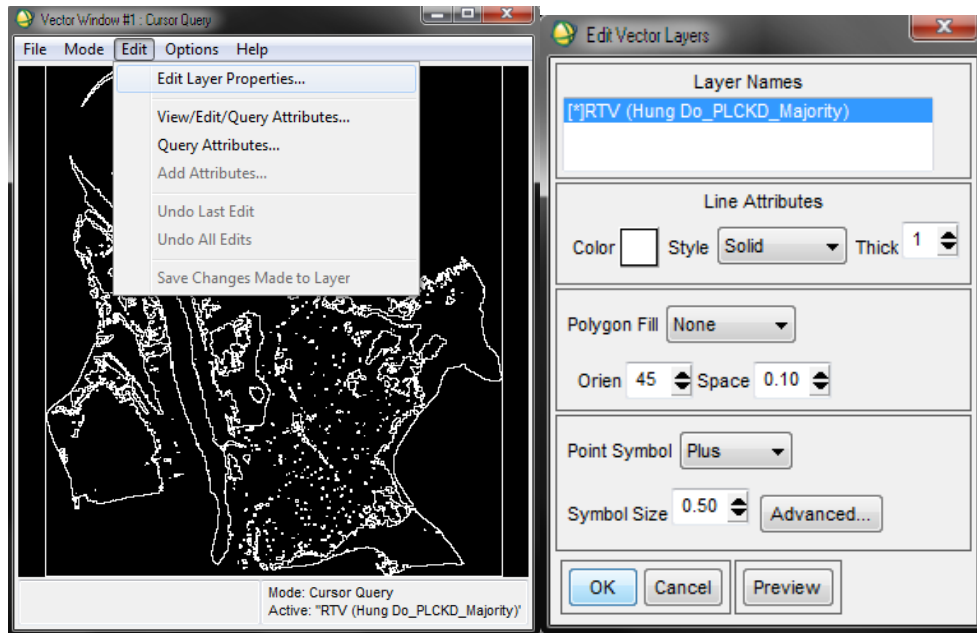 Vector Window #1 : Cursor Query
File Mode Edit Options Help
Edit Layer Properties...
View/Edit/Query Attributes...
Query Attributes...
Add Attributes...
Undo Last Edit
Undo All Edits
Save Changes Made to Layer
Mode: Cursor Query
Active: "RTV (Hung Do_PLCKD_Majority)'
Edit Vector Layers
Layer Names
[*]RTV (Hung Do_PLCKD_Majority)
Line Attributes
Color Style Solid Thick 1
Polygon Fill None
Orien 45 Space 0.10
Point Symbol Plus
Symbol Size 0.50 Advanced...
OK Cancel Preview